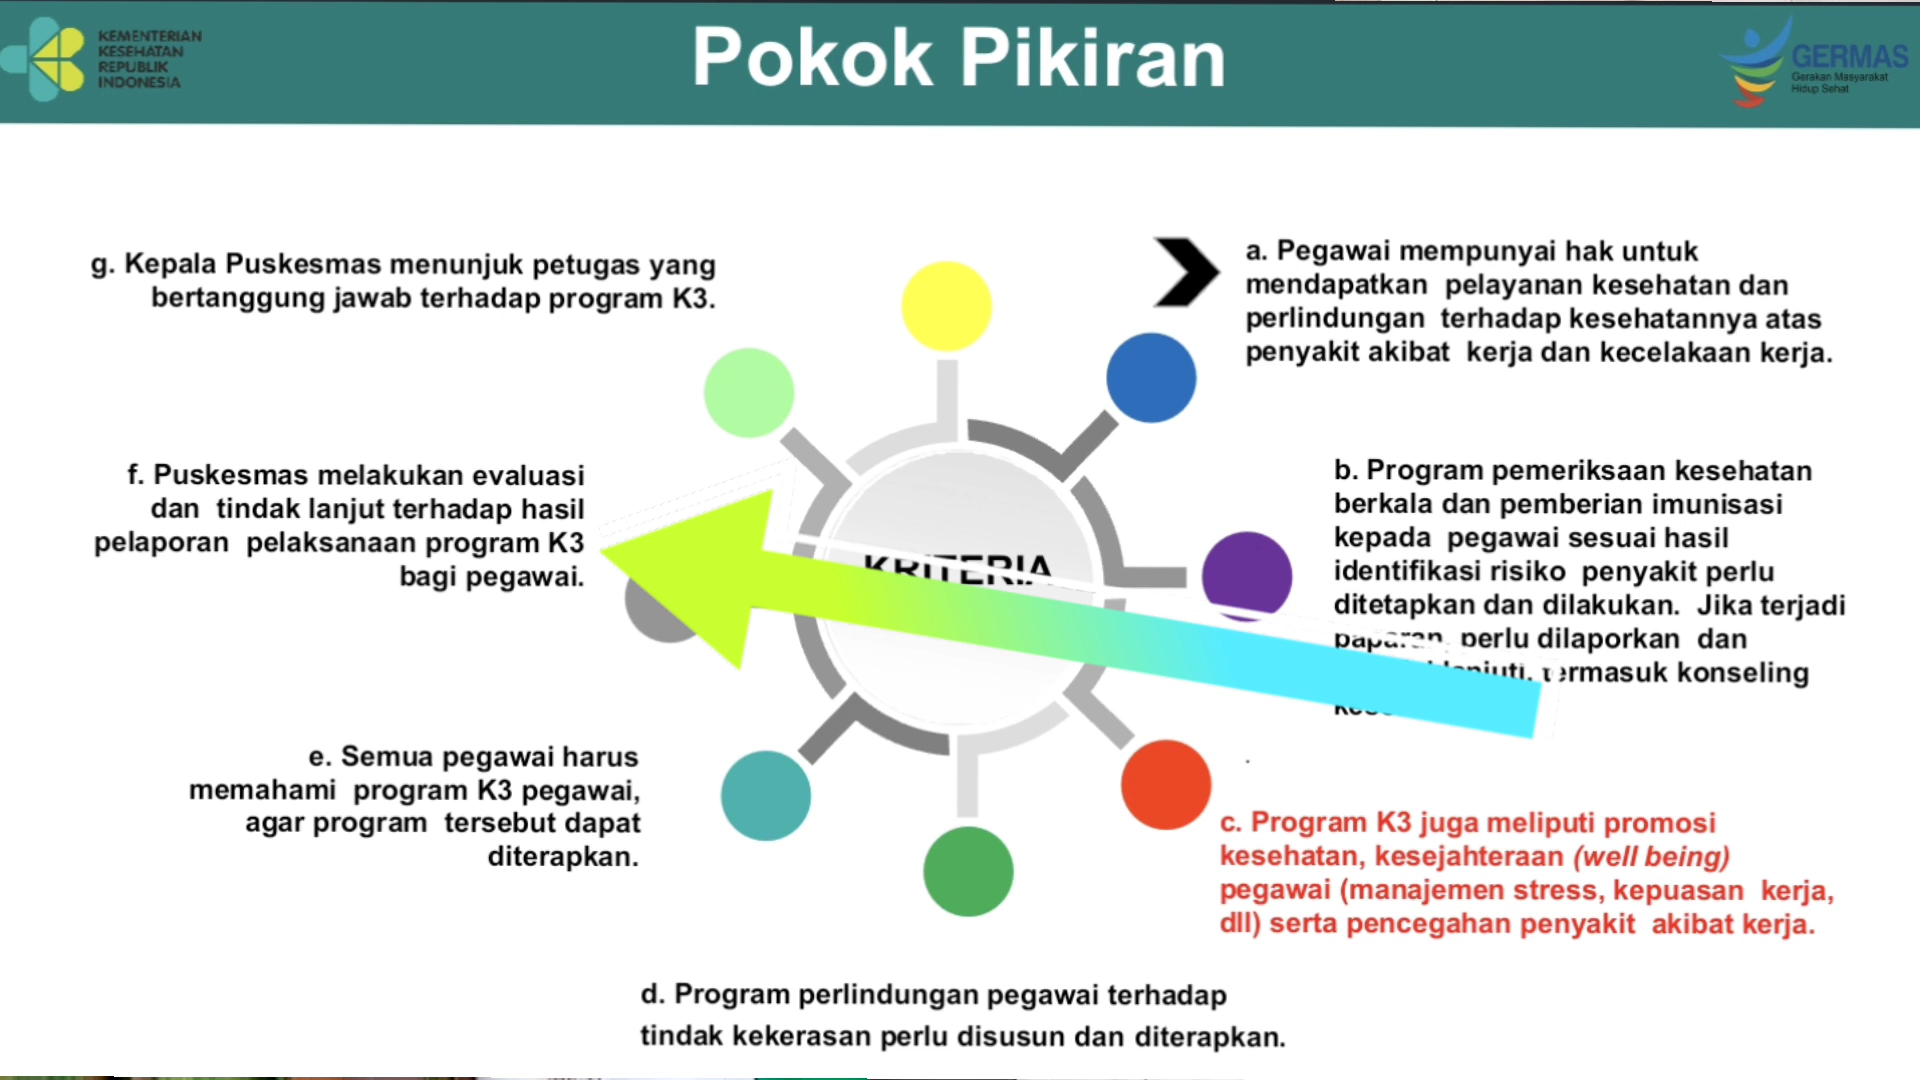 KEMENTERIAN
KESEHATAN
REPUBLIK
INDONESIA
Pokok Pikiran
GERMAS
Gerakan Masyarakat
Hidup Sehat
a. Pegawai mempunyai hak untuk
mendapatkan pelayanan kesehatan dan
perlindungan terhadap kesehatannya atas
penyakit akibat kerja dan kecelakaan kerja.
b. Program pemeriksaan kesehatan
berkala dan pemberian imunisasi
kepada pegawai sesuai hasil
identifikasi risiko penyakit perlu
ditetapkan dan dilakukan. Jika terjadi
paparan, perlu dilaporkan dan
termasuk konseling
c. Program K3 juga meliputi promosi
kesehatan, kesejahteraan (well being)
pegawai (manajemen stress, kepuasan kerja,
dll) serta pencegahan penyakit akibat kerja.
d. Program perlindungan pegawai terhadap
tindak kekerasan perlu disusun dan diterapkan.
e. Semua pegawai harus
memahami program K3 pegawai,
agar program tersebut dapat
diterapkan.
f. Puskesmas melakukan evaluasi
dan tindak lanjut terhadap hasil
pelaporan pelaksanaan program K3
bagi pegawai.
g. Kepala Puskesmas menunjuk petugas yang
bertanggung jawab terhadap program K3.
KRITERIA